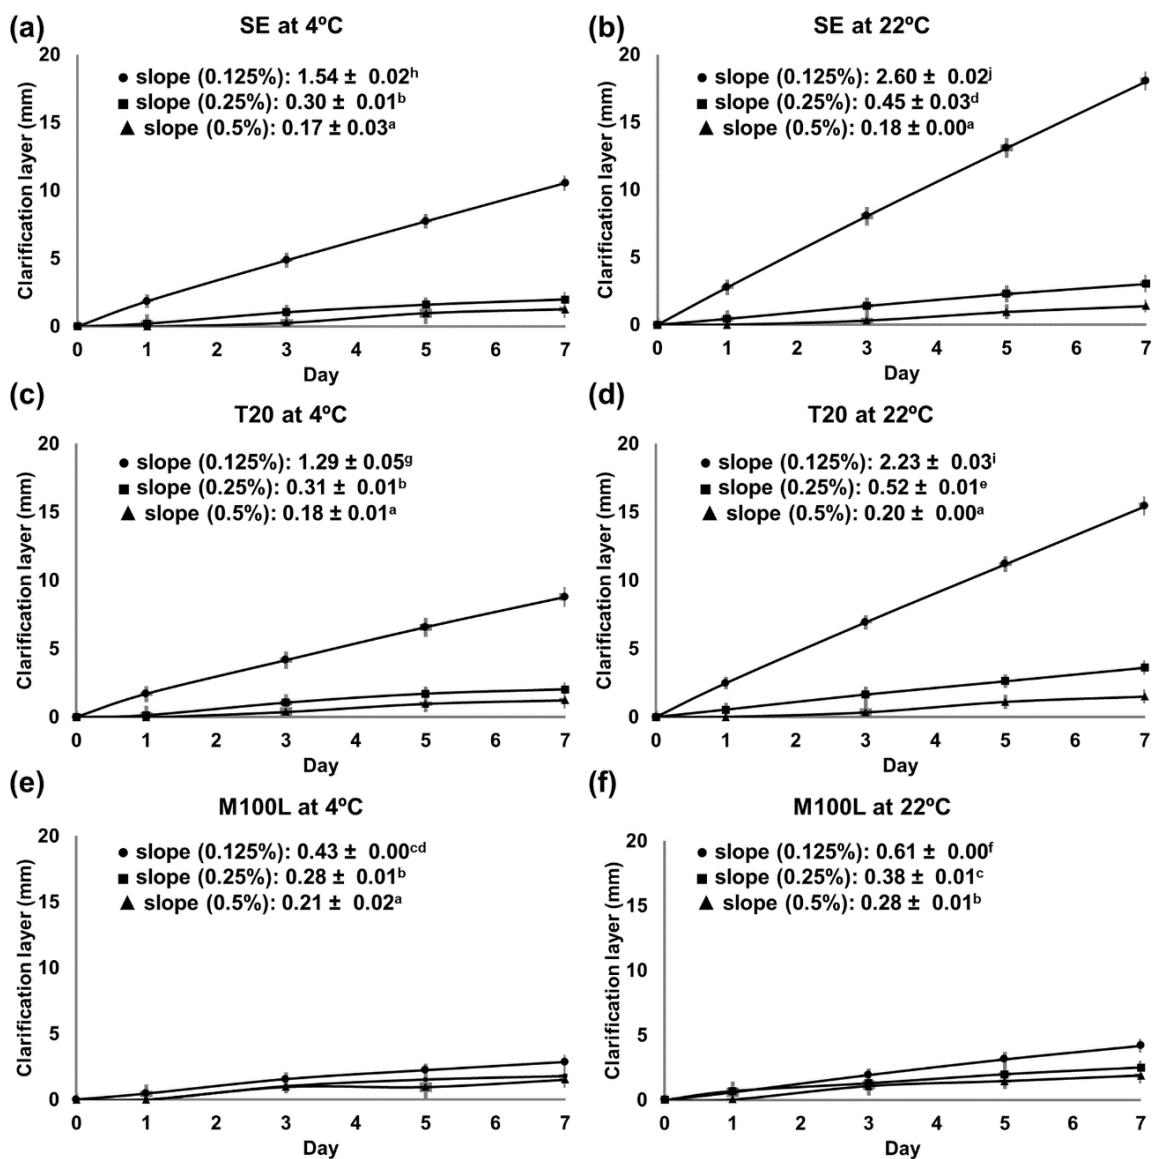 (a)
SE at 4ºC
slope (0.125%): 1.54 ± 0.02ʰ
slope (0.25%): 0.30 ± 0.01ᵇ
slope (0.5%): 0.17 ± 0.03ᵃ
Clarification layer (mm)
20
15
10
5
0
0 1 2 3 4 5 6 7
Day
(b)
SE at 22ºC
slope (0.125%): 2.60 ± 0.02ʲ
slope (0.25%): 0.45 ± 0.03ᵈ
slope (0.5%): 0.18 ± 0.00ᵃ
Clarification layer (mm)
20
15
10
5
0
0 1 2 3 4 5 6 7
Day
(c)
T20 at 4ºC
slope (0.125%): 1.29 ± 0.05ᵍ
slope (0.25%): 0.31 ± 0.01ᵇ
slope (0.5%): 0.18 ± 0.01ᵃ
Clarification layer (mm)
20
15
10
5
0
0 1 2 3 4 5 6 7
Day
(d)
T20 at 22ºC
slope (0.125%): 2.23 ± 0.03ⁱ
slope (0.25%): 0.52 ± 0.01ᵉ
slope (0.5%): 0.20 ± 0.00ᵃ
Clarification layer (mm)
20
15
10
5
0
0 1 2 3 4 5 6 7
Day
(e)
M100L at 4ºC
slope (0.125%): 0.43 ± 0.00ᶜᵈ
slope (0.25%): 0.28 ± 0.01ᵇ
slope (0.5%): 0.21 ± 0.02ᵃ
Clarification layer (mm)
20
15
10
5
0
0 1 2 3 4 5 6 7
Day
(f)
M100L at 22ºC
slope (0.125%): 0.61 ± 0.00ᶠ
slope (0.25%): 0.38 ± 0.01ᶜ
slope (0.5%): 0.28 ± 0.01ᵇ
Clarification layer (mm)
20
15
10
5
0
0 1 2 3 4 5 6 7
Day